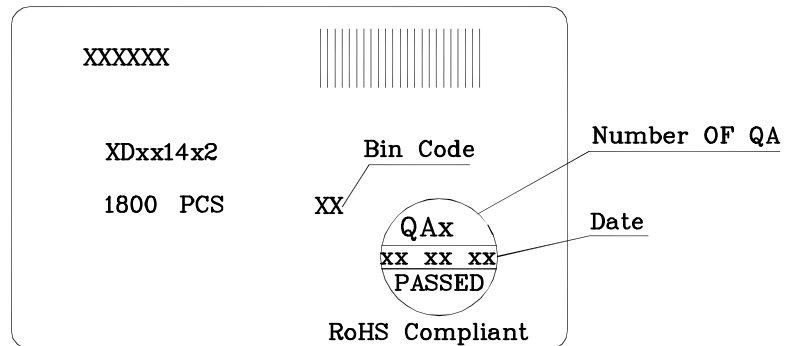 XXXXXX
XDxx14x2
Bin Code
Number OF QA
1800 PCS
XX
QAx
Date
xx xx xx
PASSED
RoHS Compliant